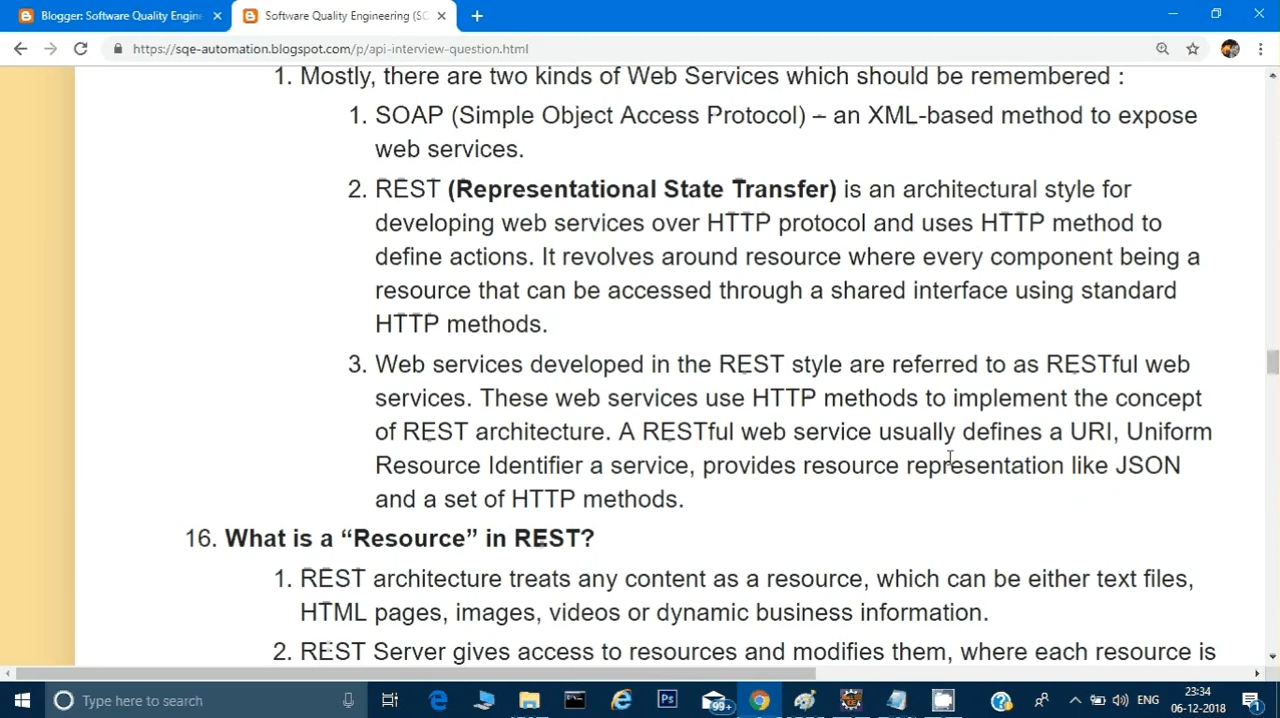 Blogger: Software Quality Engine
Software Quality Engineering (SC
https://sqe-automation.blogspot.com/p/api-interview-question.html
1. Mostly, there are two kinds of Web Services which should be remembered :
1. SOAP (Simple Object Access Protocol) – an XML-based method to expose
web services.
2. REST (Representational State Transfer) is an architectural style for
developing web services over HTTP protocol and uses HTTP method to
define actions. It revolves around resource where every component being a
resource that can be accessed through a shared interface using standard
HTTP methods.
3. Web services developed in the REST style are referred to as RESTful web
services. These web services use HTTP methods to implement the concept
of REST architecture. A RESTful web service usually defines a URI, Uniform
Resource Identifier a service, provides resource representation like JSON
and a set of HTTP methods.
16. What is a “Resource” in REST?
1. REST architecture treats any content as a resource, which can be either text files,
HTML pages, images, videos or dynamic business information.
2. REST Server gives access to resources and modifies them, where each resource is
Type here to search
Ps
99+
ENG
23:34
06-12-2018
1